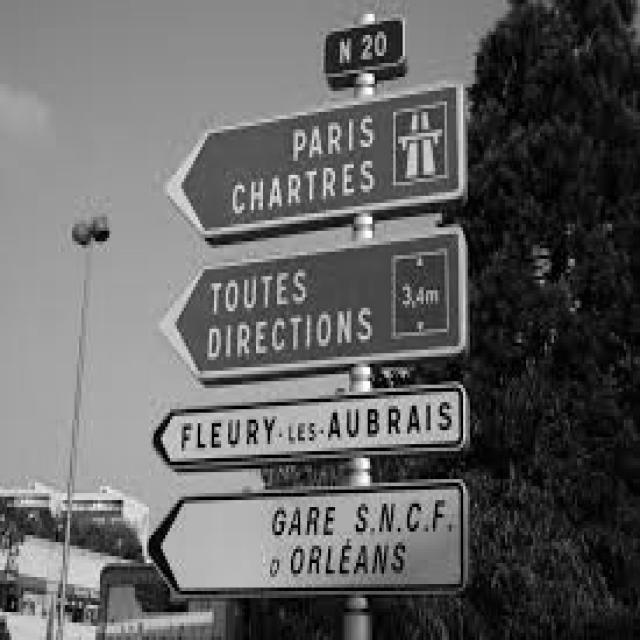 N 20
PARIS
CHARTRES
TOUTES
DIRECTIONS
3,4m
FLEURY-LES-AUBRAIS
GARE S.N.C.F.
D'ORLÉANS